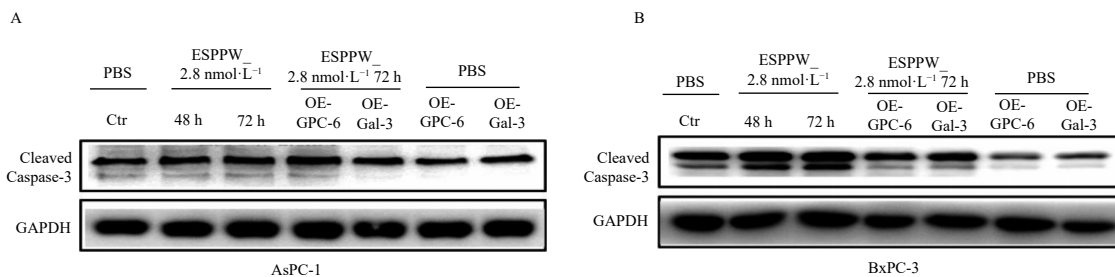 A
PBS
ESPPW_
2.8 nmol·L⁻¹
ESPPW_
2.8 nmol·L⁻¹ 72 h
PBS
Ctr
48 h
72 h
OE-
GPC-6
OE-
Gal-3
OE-
GPC-6
OE-
Gal-3
Cleaved
Caspase-3
GAPDH
AsPC-1
B
PBS
ESPPW_
2.8 nmol·L⁻¹
ESPPW_
2.8 nmol·L⁻¹ 72 h
PBS
Ctr
48 h
72 h
OE-
GPC-6
OE-
Gal-3
OE-
GPC-6
OE-
Gal-3
Cleaved
Caspase-3
GAPDH
BxPC-3